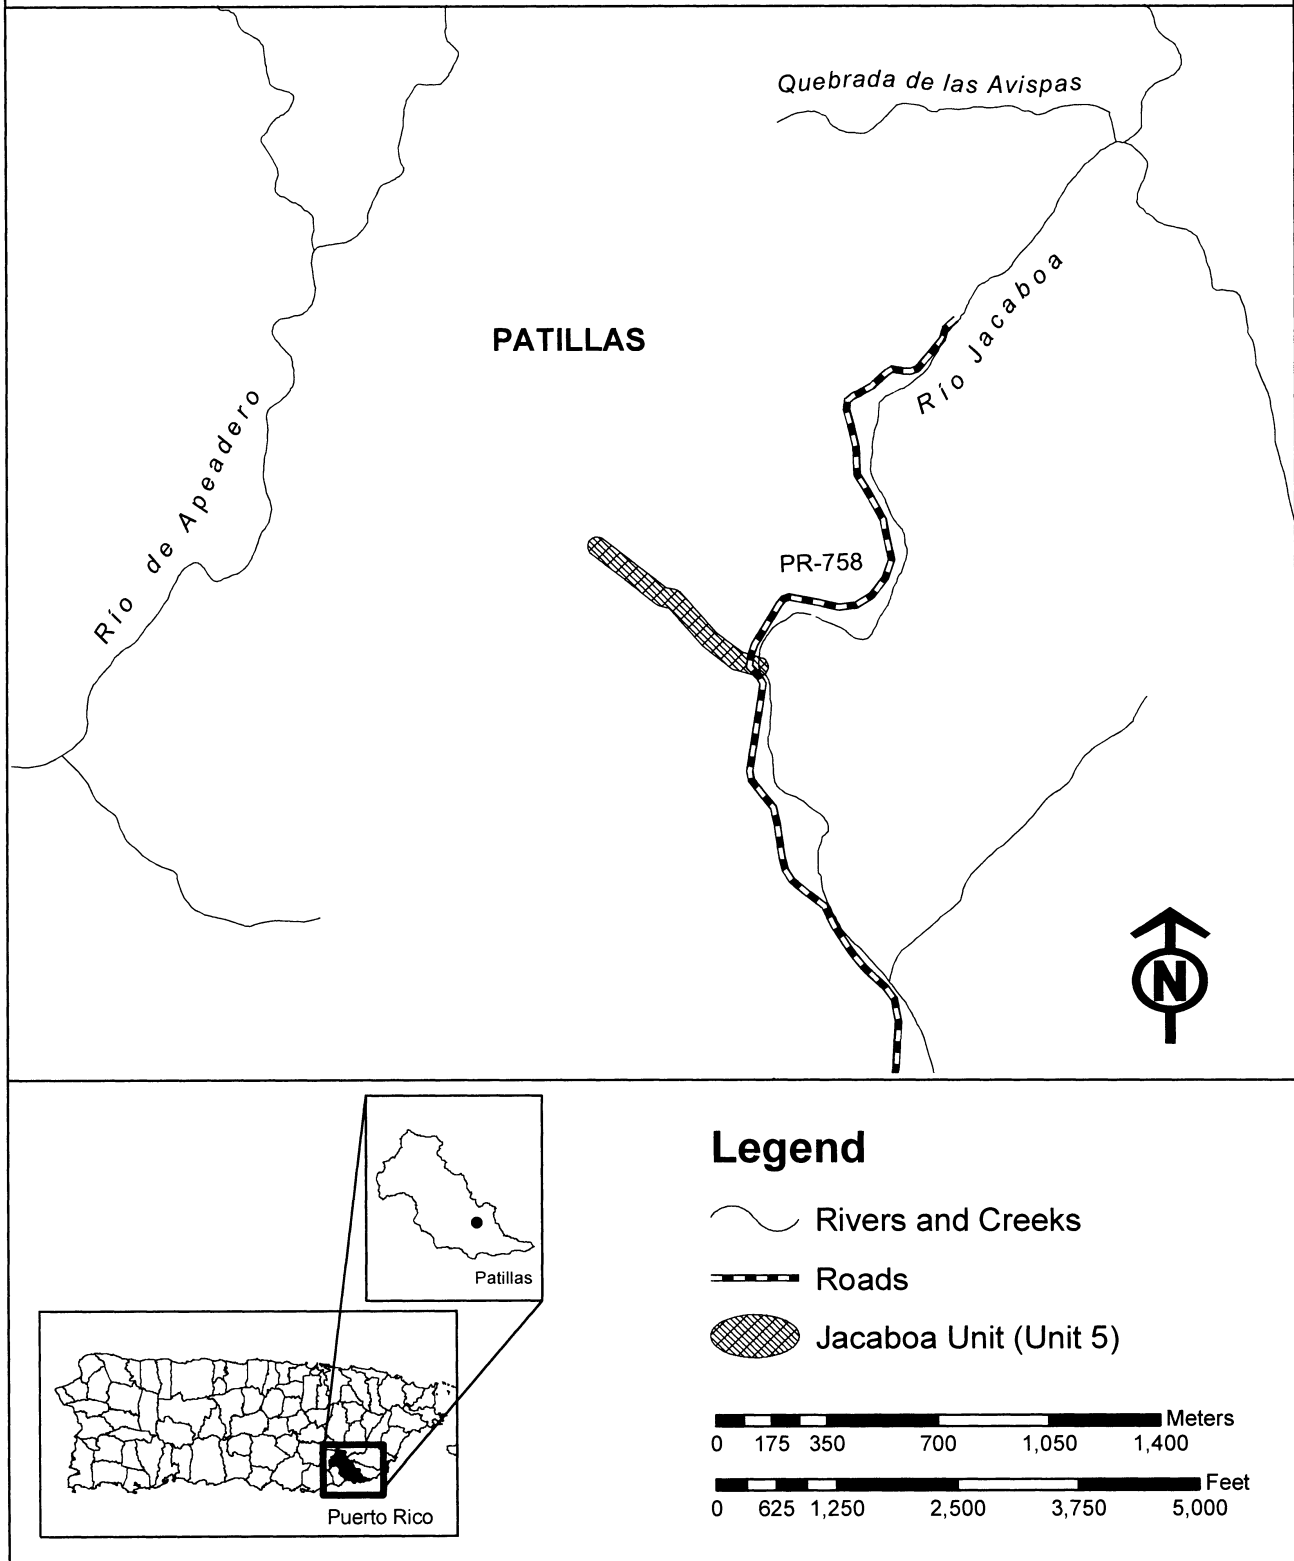 Quebrada de las Avispas
Río Jacaboa
PATILLAS
Río de Apeadero
PR-758
N
Legend
Rivers and Creeks
Patillas
Roads
Jacaboa Unit (Unit 5)
Meters
0 175 350 700 1,050 1,400
Feet
0 625 1,250 2,500 3,750 5,000
Puerto Rico